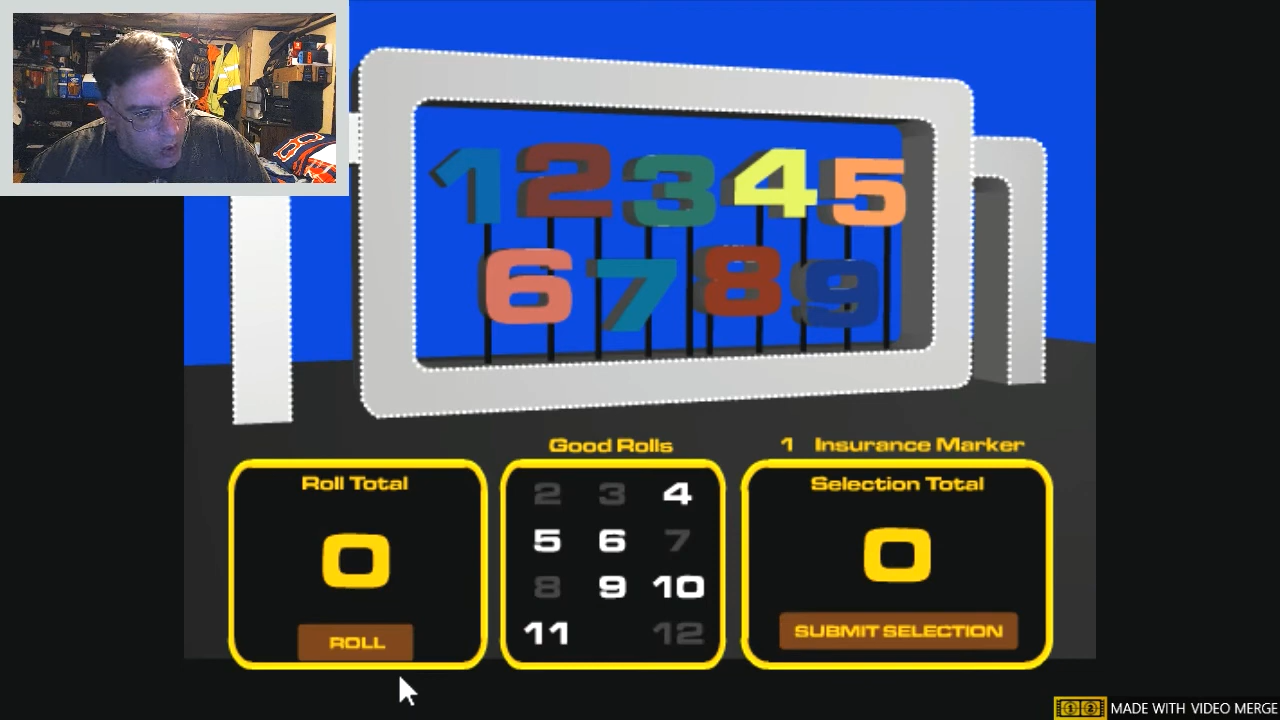 1 2 3 4 5
6 7 8 9
Good Rolls
1 Insurance Marker
Roll Total
0
ROLL
2 3 4
5 6 7
8 9 10
11 12
Selection Total
0
SUBMIT SELECTION
MADE WITH VIDEO MERGE